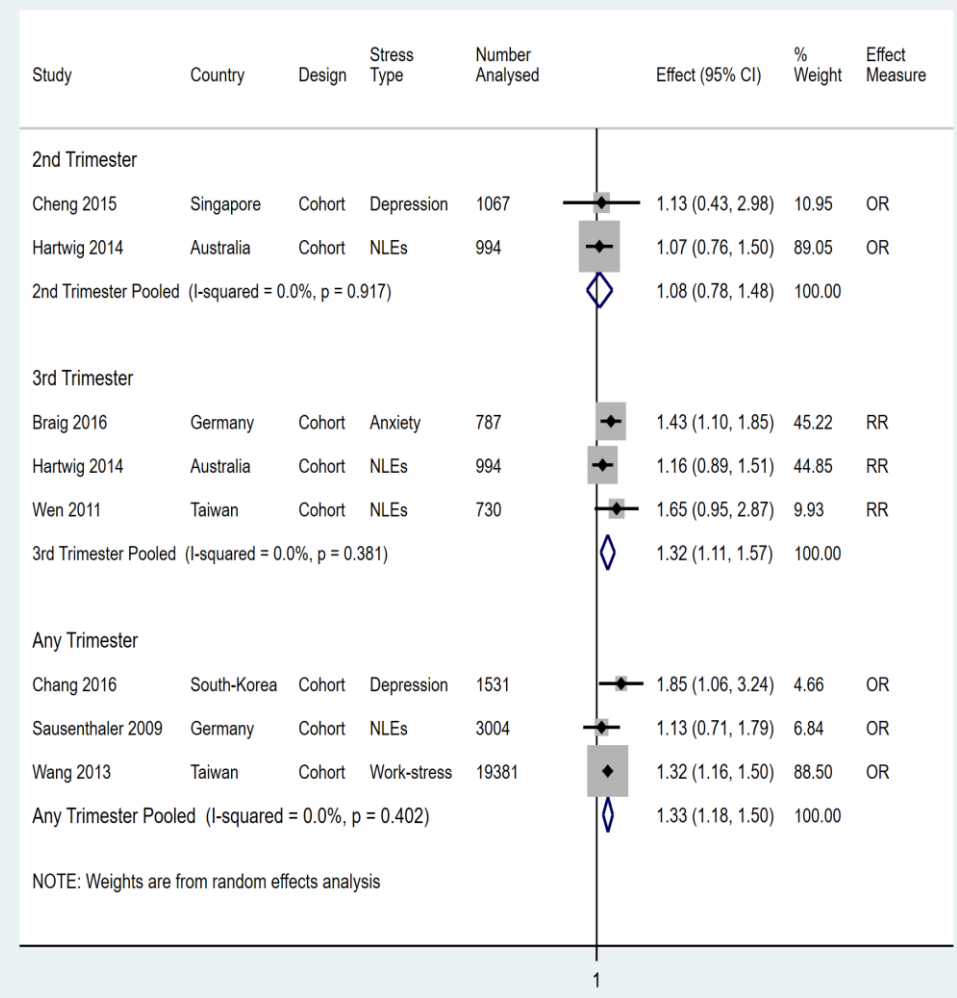 Study Country Design Stress Type Number Analysed Effect (95% CI) % Weight Effect Measure
2nd Trimester
Cheng 2015 Singapore Cohort Depression 1067 1.13 (0.43, 2.98) 10.95 OR
Hartwig 2014 Australia Cohort NLEs 994 1.07 (0.76, 1.50) 89.05 OR
2nd Trimester Pooled (I-squared = 0.0%, p = 0.917) 1.08 (0.78, 1.48) 100.00
3rd Trimester
Braig 2016 Germany Cohort Anxiety 787 1.43 (1.10, 1.85) 45.22 RR
Hartwig 2014 Australia Cohort NLEs 994 1.16 (0.89, 1.51) 44.85 RR
Wen 2011 Taiwan Cohort NLEs 730 1.65 (0.95, 2.87) 9.93 RR
3rd Trimester Pooled (I-squared = 0.0%, p = 0.381) 1.32 (1.11, 1.57) 100.00
Any Trimester
Chang 2016 South-Korea Cohort Depression 1531 1.85 (1.06, 3.24) 4.66 OR
Sausenthaler 2009 Germany Cohort NLEs 3004 1.13 (0.71, 1.79) 6.84 OR
Wang 2013 Taiwan Cohort Work-stress 19381 1.32 (1.16, 1.50) 88.50 OR
Any Trimester Pooled (I-squared = 0.0%, p = 0.402) 1.33 (1.18, 1.50) 100.00
NOTE: Weights are from random effects analysis
1